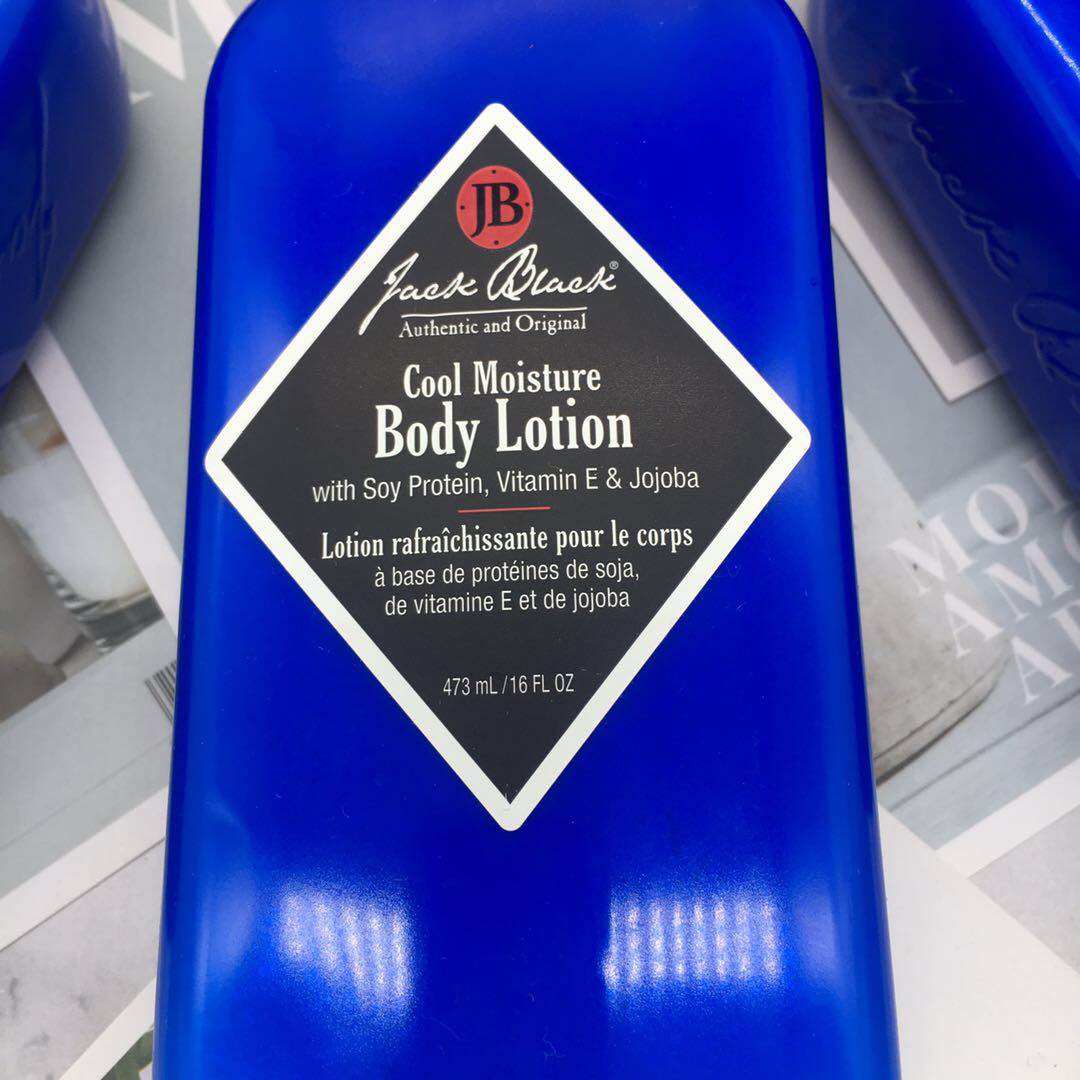 JB
Jack Black®
Authentic and Original
Cool Moisture
Body Lotion
with Soy Protein, Vitamin E & Jojoba
Lotion rafraîchissante pour le corps
à base de protéines de soja,
de vitamine E et de jojoba
473 mL / 16 FL OZ
Jack